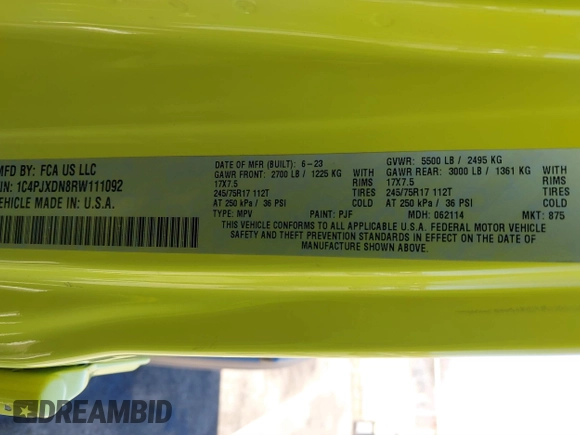 MFD BY: FCA US LLC
IN: 1C4PJXDN8RW111092
VEHICLE MADE IN: U.S.A.
DATE OF MFR (BUILT): 6-23
GAWR FRONT: 2700 LB / 1225 KG WITH
17X7.5 RIMS
245/75R17 112T TIRES
AT 250 kPa / 36 PSI COLD
TYPE: MPV PAINT: PJF
GVWR: 5500 LB / 2495 KG
GAWR REAR: 3000 LB / 1361 KG WITH
17X7.5 RIMS
245/75R17 112T TIRES
AT 250 kPa / 36 PSI COLD
MDH: 062114 MKT: 875
THIS VEHICLE CONFORMS TO ALL APPLICABLE U.S.A. FEDERAL MOTOR VEHICLE
SAFETY AND THEFT PREVENTION STANDARDS IN EFFECT ON THE DATE OF
MANUFACTURE SHOWN ABOVE.
DREAMBID